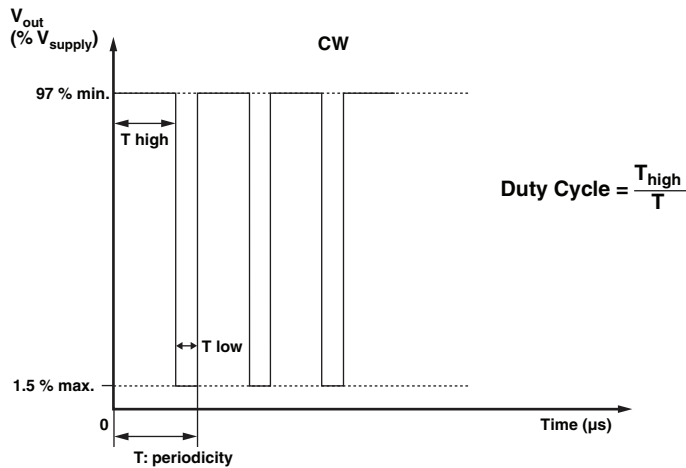 Vout
(% Vsupply)
CW
97 % min.
T high
Duty Cycle = Thigh / T
T low
1.5 % max.
0
Time (µs)
T: periodicity